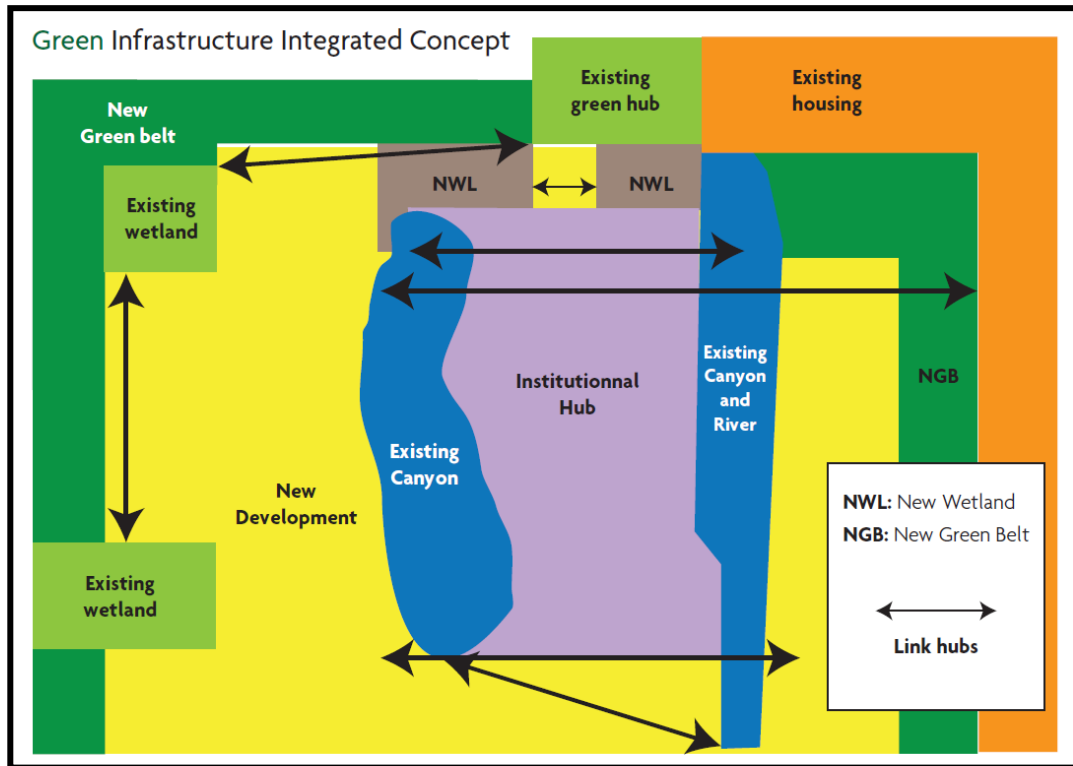 Green Infrastructure Integrated Concept
Existing
green hub
Existing
housing
New
Green belt
NWL
NWL
Existing
wetland
Existing
Canyon
and
River
NGB
Institutionnal
Hub
Existing
Canyon
New
Development
NWL: New Wetland
NGB: New Green Belt
Link hubs
Existing
wetland